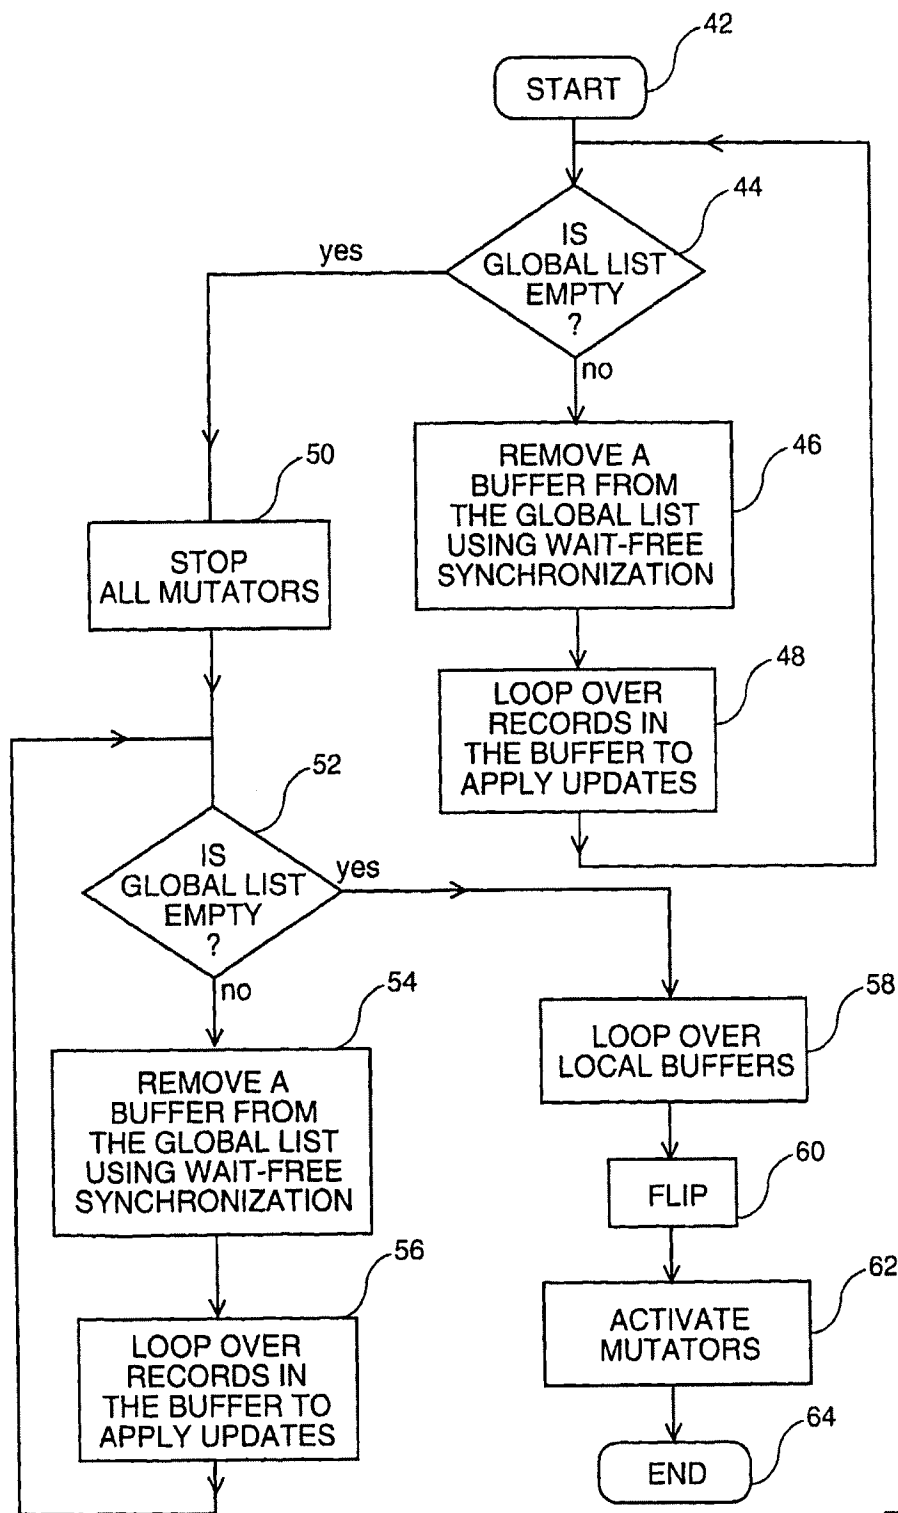 42
START
44
IS
GLOBAL LIST
EMPTY
?
yes
no
46
REMOVE A
BUFFER FROM
THE GLOBAL LIST
USING WAIT-FREE
SYNCHRONIZATION
50
STOP
ALL MUTATORS
48
LOOP OVER
RECORDS IN
THE BUFFER TO
APPLY UPDATES
52
IS
GLOBAL LIST
EMPTY
?
yes
no
54
REMOVE A
BUFFER FROM
THE GLOBAL LIST
USING WAIT-FREE
SYNCHRONIZATION
58
LOOP OVER
LOCAL BUFFERS
60
FLIP
56
LOOP OVER
RECORDS IN
THE BUFFER TO
APPLY UPDATES
62
ACTIVATE
MUTATORS
64
END